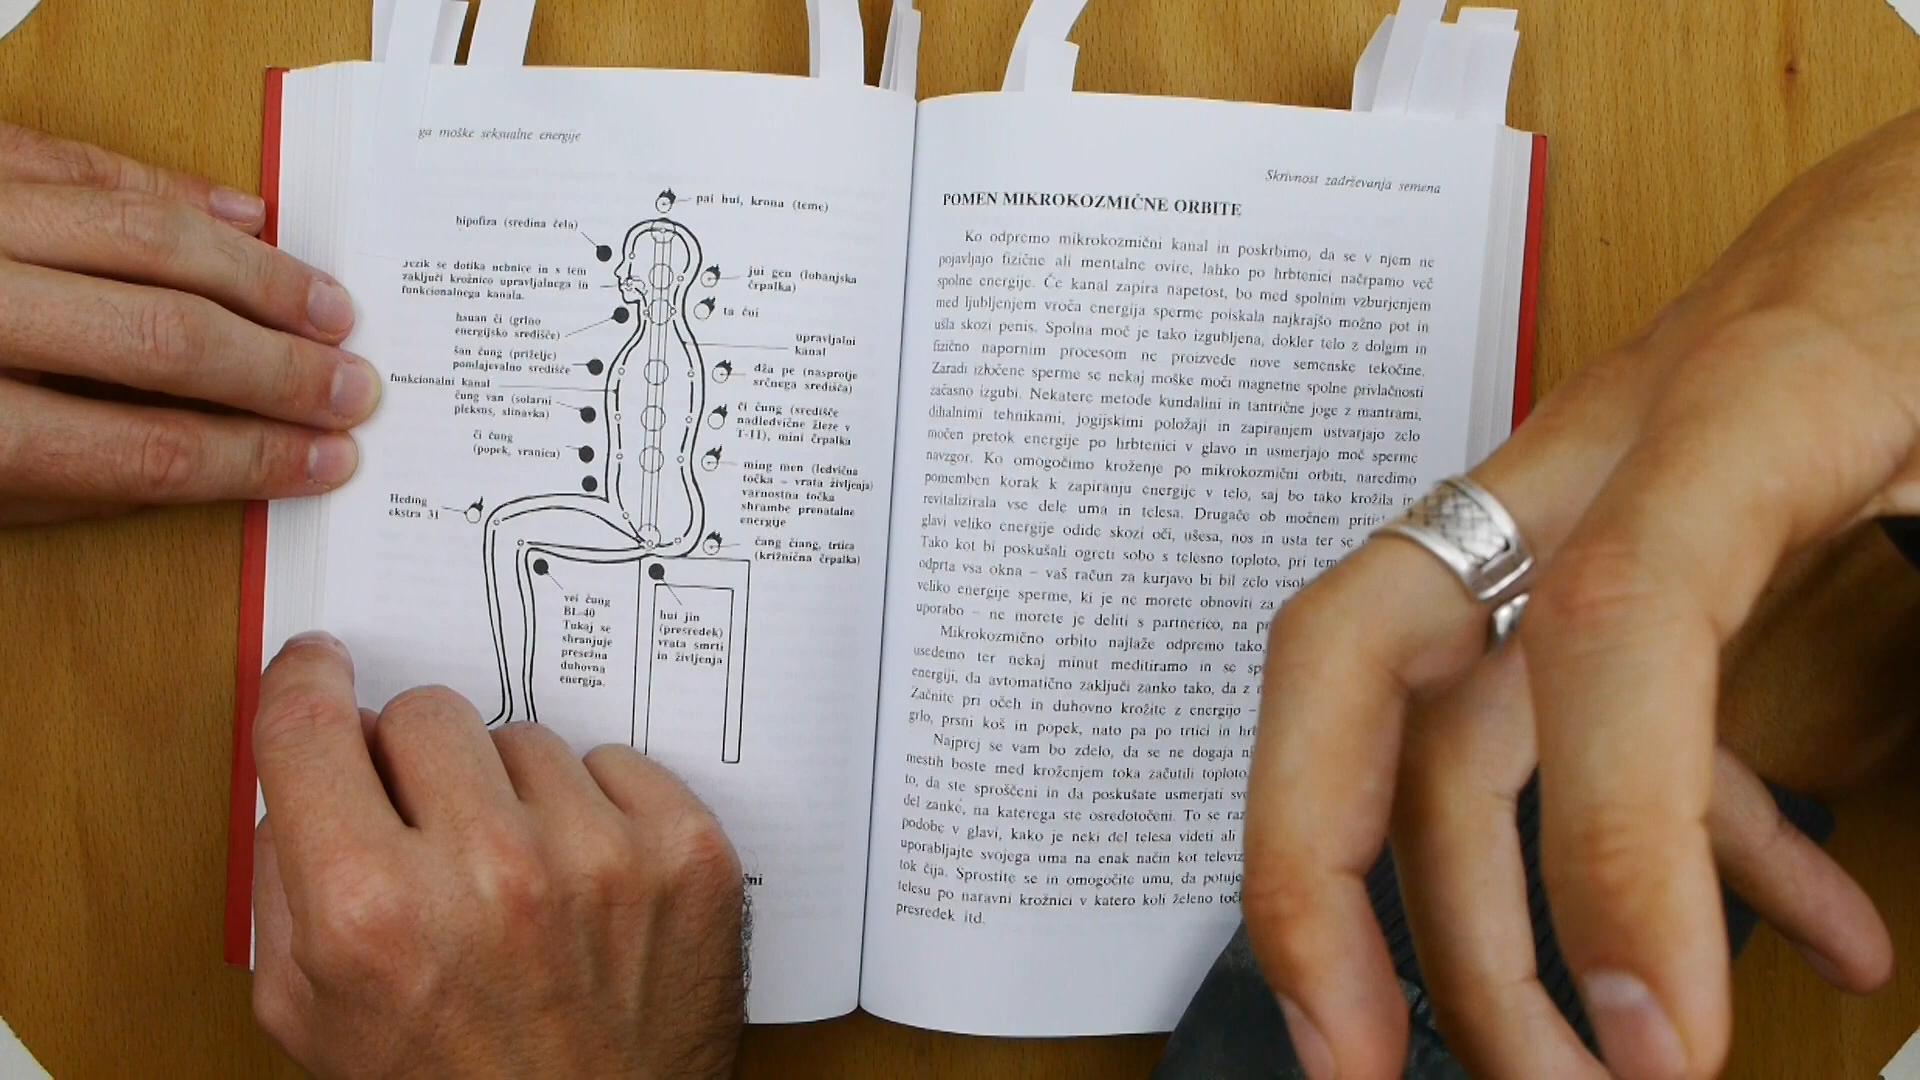 ga moške seksualne energije
pai hui, krona (teme)
hipofiza (sredina čela)
Jezik se dotika nebnice in s tem
zaključi krožnico upravljalnega in
funkcionalnega kanala.
jui gen (lobanjska
črpalka)
ta čui
hsuan či (grlno
energijsko središče)
upravljalni
kanal
šan čung (priželjc)
pomlajevalno središče
dža pe (nasprotje
srčnega središča)
funkcionalni kanal
čung van (solarni
pleksus, slinavka)
či čung (središče
nadledvične žleze v
T-11), mini črpalka
či čung
(popek, vranica)
ming men (ledvična
točka – vrata življenja)
varnostna točka
shrambe prenatalne
energije
Heding
ekstra 31
čang čiang, trtica
(križnična črpalka)
vei čung
BL-40
Tukaj se
shranjuje
presežna
duhovna
energija.
hui jin
(presredek)
vrata smrti
in življenja
Skrivnost zadrževanja semena
POMEN MIKROKOZMIČNE ORBITE
Ko odpremo mikrokozmični kanal in poskrbimo, da se v njem ne
pojavljajo fizične ali mentalne ovire, lahko po hrbtenici načrpamo več
spolne energije. Če kanal zapira napetost, bo med spolnim vzburjenjem
med ljubljenjem vroča energija sperme poiskala najkrajšo možno pot in
ušla skozi penis. Spolna moč je tako izgubljena, dokler telo z dolgim in
fizično napornim procesom ne proizvede nove semenske tekočine.
Zaradi izločene sperme se nekaj moške moči magnetne spolne privlačnosti
začasno izgubi. Nekatere metode kundalini in tantrične joge z mantrami,
dihalnimi tehnikami, jogijskimi položaji in zapiranjem ustvarjajo zelo
močen pretok energije po hrbtenici v glavo in usmerjajo moč sperme
navzgor. Ko omogočimo kroženje po mikrokozmični orbiti, naredimo
pomemben korak k zapiranju energije v telo, saj bo tako krožila in
revitalizirala vse dele uma in telesa. Drugače ob močnem
glavi veliko energije odide skozi oči, ušesa, nos in usta ter se
Tako kot bi poskušali ogreti sobo s telesno toploto, pri tem
odprta vsa okna – vaš račun za kurjavo bi bil zelo
veliko energije sperme, ki je ne morete obnoviti za
uporabo – ne morete je deliti s partnerico, na
Mikrokozmično orbito najlaže odpremo tako,
usedemo ter nekaj minut meditiramo in se
energiji, da avtomatično zaključi zanko tako, da z
Začnite pri očeh in duhovno krožite z energijo –
grlo, prsni koš in popek, nato pa po trtici in
Najprej se vam bo zdelo, da se ne dogaja
mestih boste med kroženjem toka začutili toploto.
to, da ste sproščeni in da poskušate usmerjati
del zanke, na katerega ste osredotočeni. To se
podobe v glavi, kako je neki del telesa videti ali
uporabljajte svojega uma na enak način kot
tok čija. Sprostite se in omogočite umu, da potuje
telesu po naravni krožnici v katero koli želeno
presredek itd.